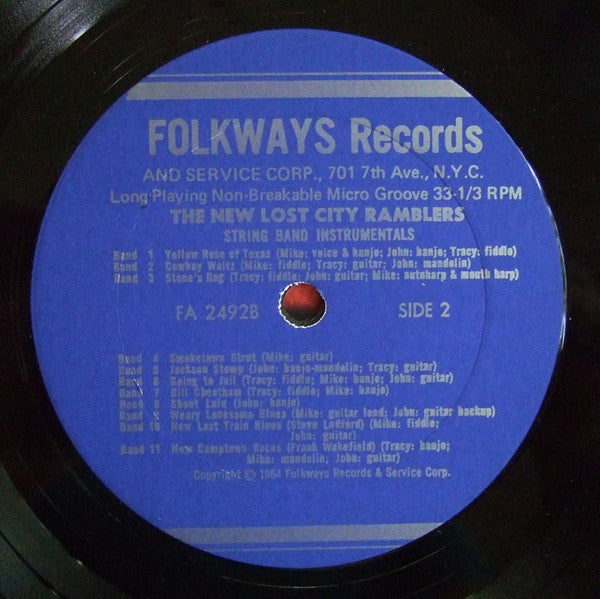 FOLKWAYS Records
AND SERVICE CORP., 701 7th Ave., N.Y.C.
Long Playing Non-Breakable Micro Groove 33-1/3 RPM
THE NEW LOST CITY RAMBLERS
STRING BAND INSTRUMENTALS
Band 1 Yellow Rose of Texas (Mike: voice & banjo; John: banjo; Tracy: fiddle)
Band 2 Cowboy Waltz (Mike: fiddle; Tracy: guitar; John: mandolin)
Band 3 Stone's Rag (Tracy: fiddle; John: guitar; Mike: autoharp & mouth harp)
FA 2492B SIDE 2
Band 4 Smoketown Strut (Mike: guitar)
Band 5 Jackson Stomp (John: banjo-mandolin; Tracy: guitar)
Band 6 Going to Jail (Tracy: fiddle; Mike: banjo; John: guitar)
Band 7 Bill Cheatham (Tracy: fiddle; Mike: banjo)
Band 8 Shout Lulu (John: banjo)
Band 9 Weary Lonesome Blues (Mike: guitar lead; John: guitar backup)
Band 10 New Lost Train Blues (Steve Ledford) (Mike: fiddle;
John: guitar)
Band 11 New Camptown Races (Frank Wakefield) (Tracy: banjo;
Mike: mandolin; John: guitar)
Copyright © 1964 Folkways Records & Service Corp.